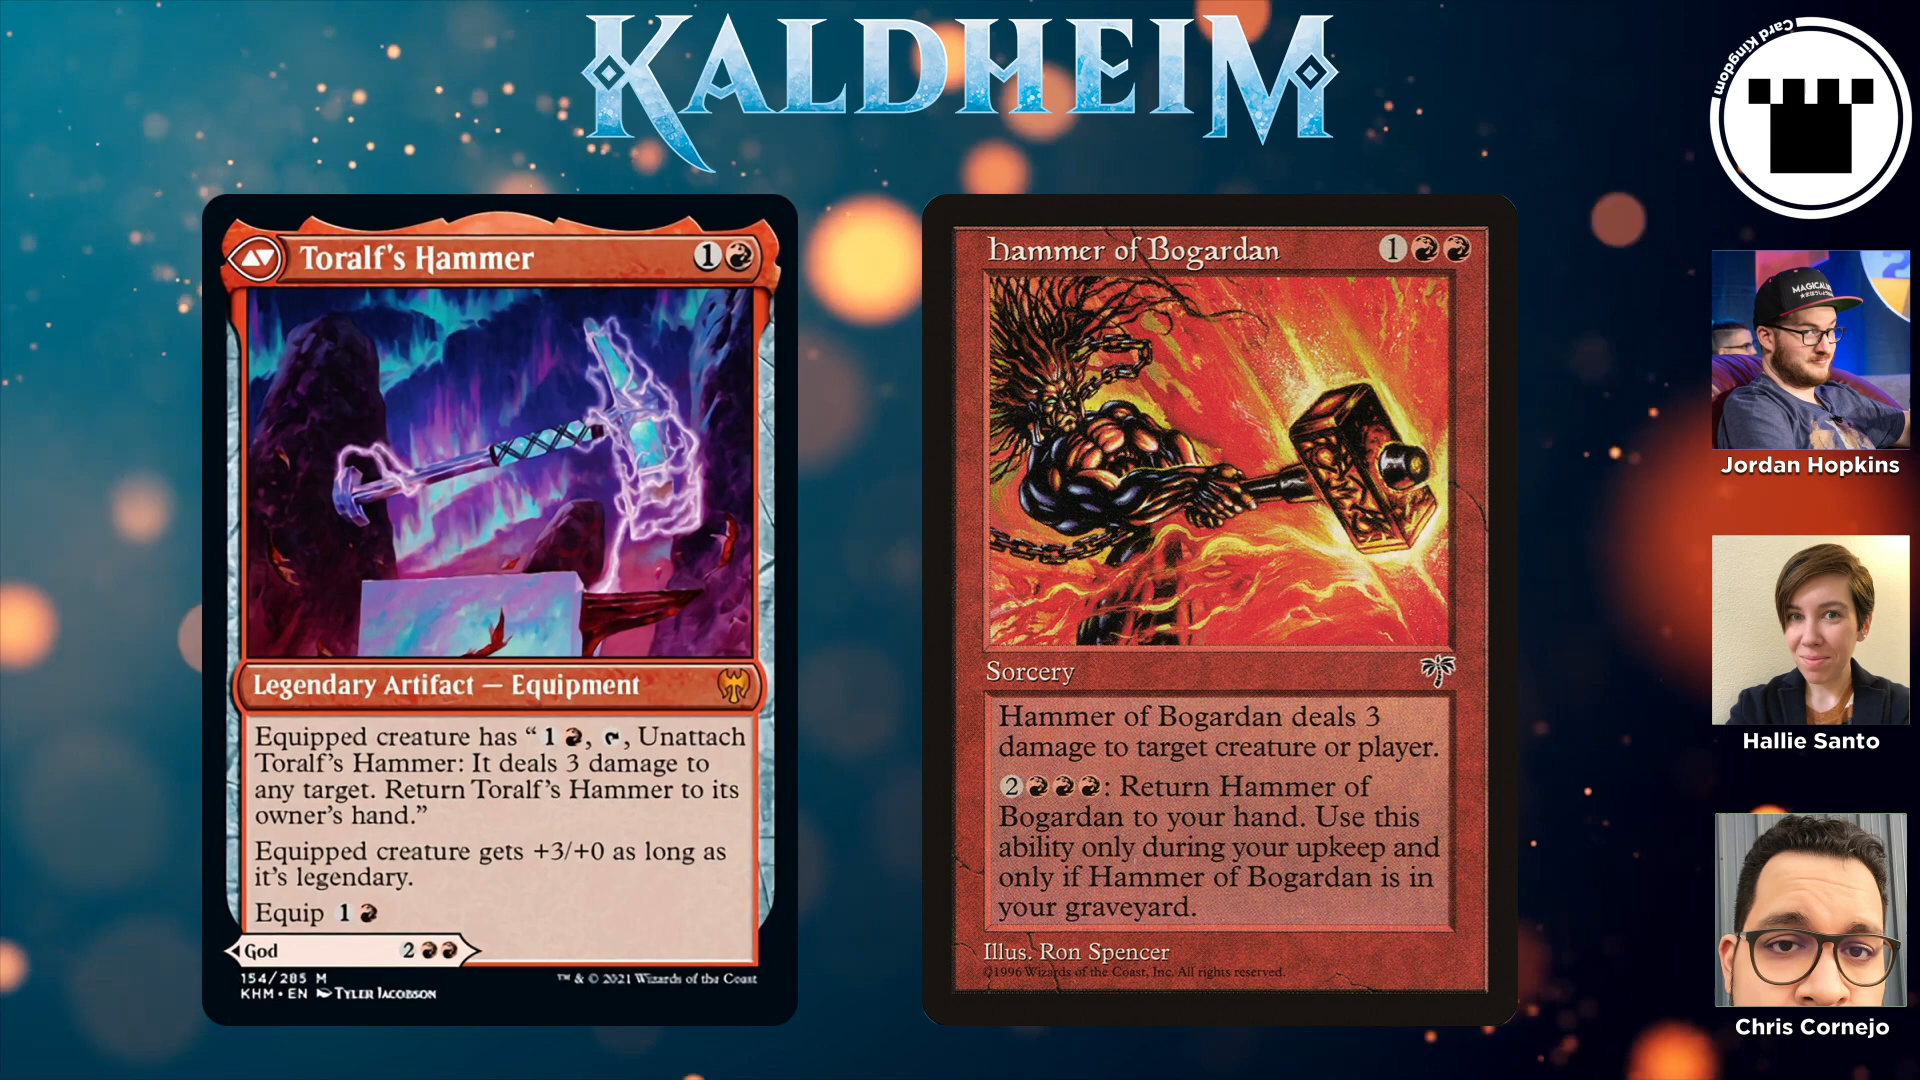 KALDHEIM
Card Kingdom
Toralf's Hammer 1
Legendary Artifact — Equipment
Equipped creature has “1 , , Unattach
Toralf's Hammer: It deals 3 damage to
any target. Return Toralf's Hammer to its
owner's hand.”
Equipped creature gets +3/+0 as long as
it's legendary.
Equip 1
God 2
154/285 M
KHM • EN Tyler Jacobson
™ & © 2021 Wizards of the Coast
Hammer of Bogardan 1
Sorcery
Hammer of Bogardan deals 3
damage to target creature or player.
2 : Return Hammer of
Bogardan to your hand. Use this
ability only during your upkeep and
only if Hammer of Bogardan is in
your graveyard.
Illus. Ron Spencer
©1996 Wizards of the Coast, Inc. All rights reserved.
Jordan Hopkins
Hallie Santo
Chris Cornejo